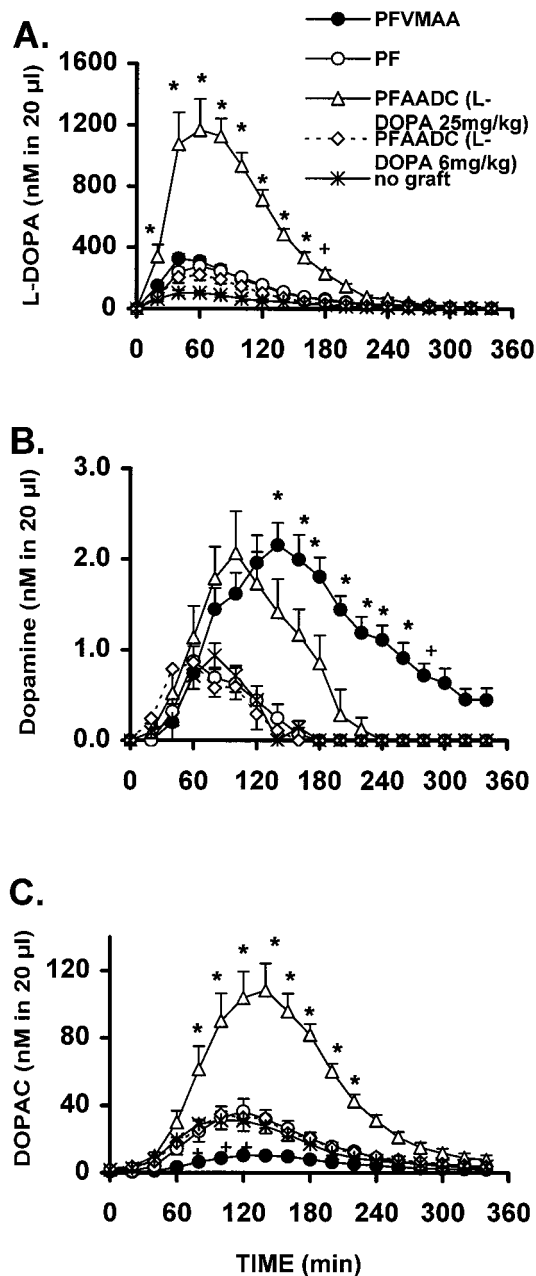 A.
PFVMAA
PF
PFAADC (L-
DOPA 25mg/kg)
PFAADC (L-
DOPA 6mg/kg)
no graft
L-DOPA (nM in 20 µl)
1600
1200
800
400
0
* * * * * * * * * +
0 60 120 180 240 300 360
B.
Dopamine (nM in 20 µl)
3.0
2.0
1.0
0.0
* * * * * * * +
0 60 120 180 240 300 360
C.
DOPAC (nM in 20 µl)
120
80
40
0
* * * * * * * *
+ + +
0 60 120 180 240 300 360
TIME (min)